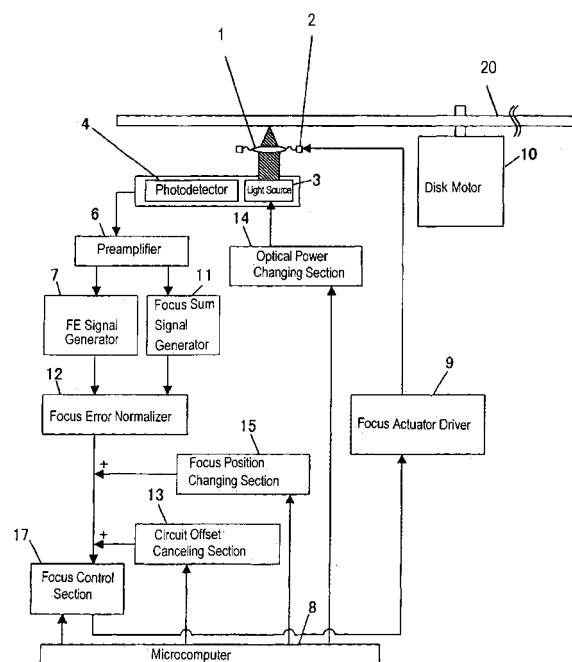 1
2
20
4
10
Photodetector
Light Source
3
Disk Motor
6
14
Preamplifier
Optical Power
Changing Section
7
11
FE Signal
Generator
Focus Sum
Signal
Generator
12
9
Focus Error Normalizer
Focus Actuator Driver
15
+
Focus Position
Changing Section
13
+
Circuit Offset
Canceling Section
17
Focus Control
Section
8
Microcomputer